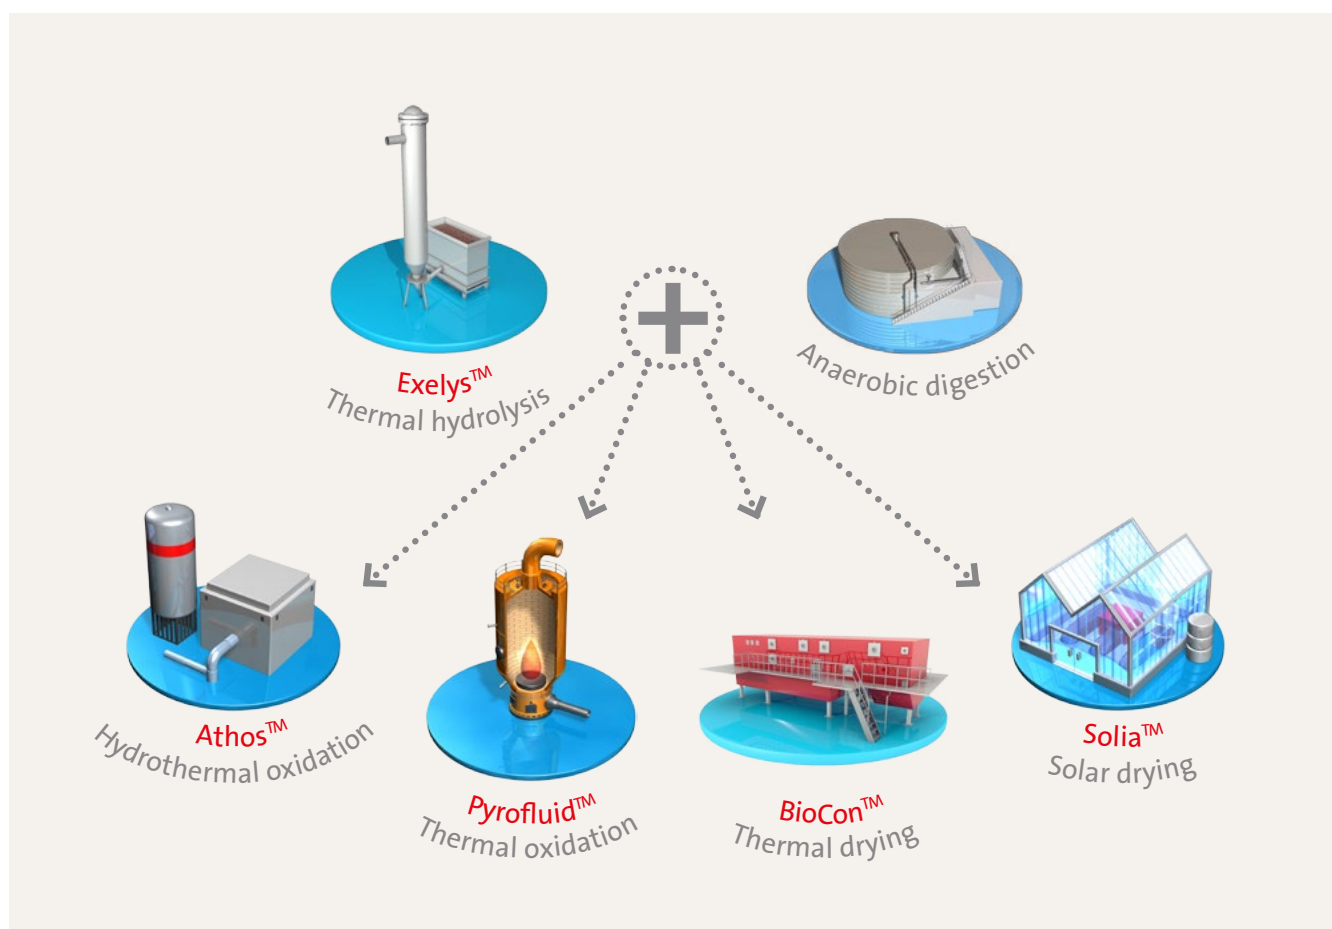 Exelys™
Thermal hydrolysis
Anaerobic digestion
Athos™
Hydrothermal oxidation
Pyrofluid™
Thermal oxidation
BioCon™
Thermal drying
Solia™
Solar drying